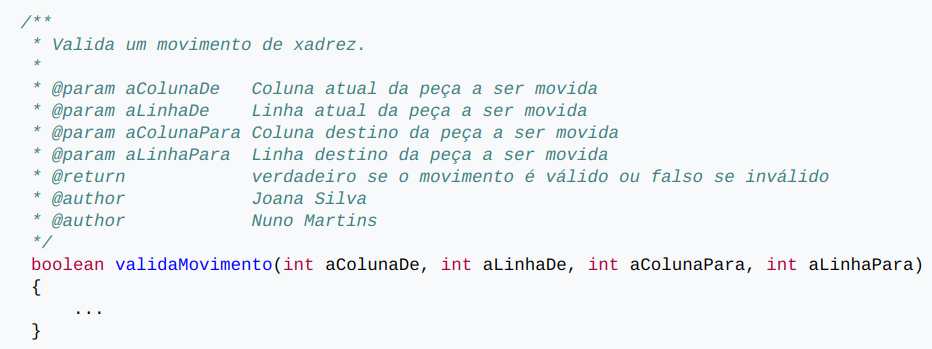 /**
 * Valida um movimento de xadrez.
 *
 * @param aColunaDe   Coluna atual da peça a ser movida
 * @param aLinhaDe    Linha atual da peça a ser movida
 * @param aColunaPara Coluna destino da peça a ser movida
 * @param aLinhaPara  Linha destino da peça a ser movida
 * @return            verdadeiro se o movimento é válido ou falso se inválido
 * @author            Joana Silva
 * @author            Nuno Martins
 */
 boolean validaMovimento(int aColunaDe, int aLinhaDe, int aColunaPara, int aLinhaPara)
 {
     ...
 }